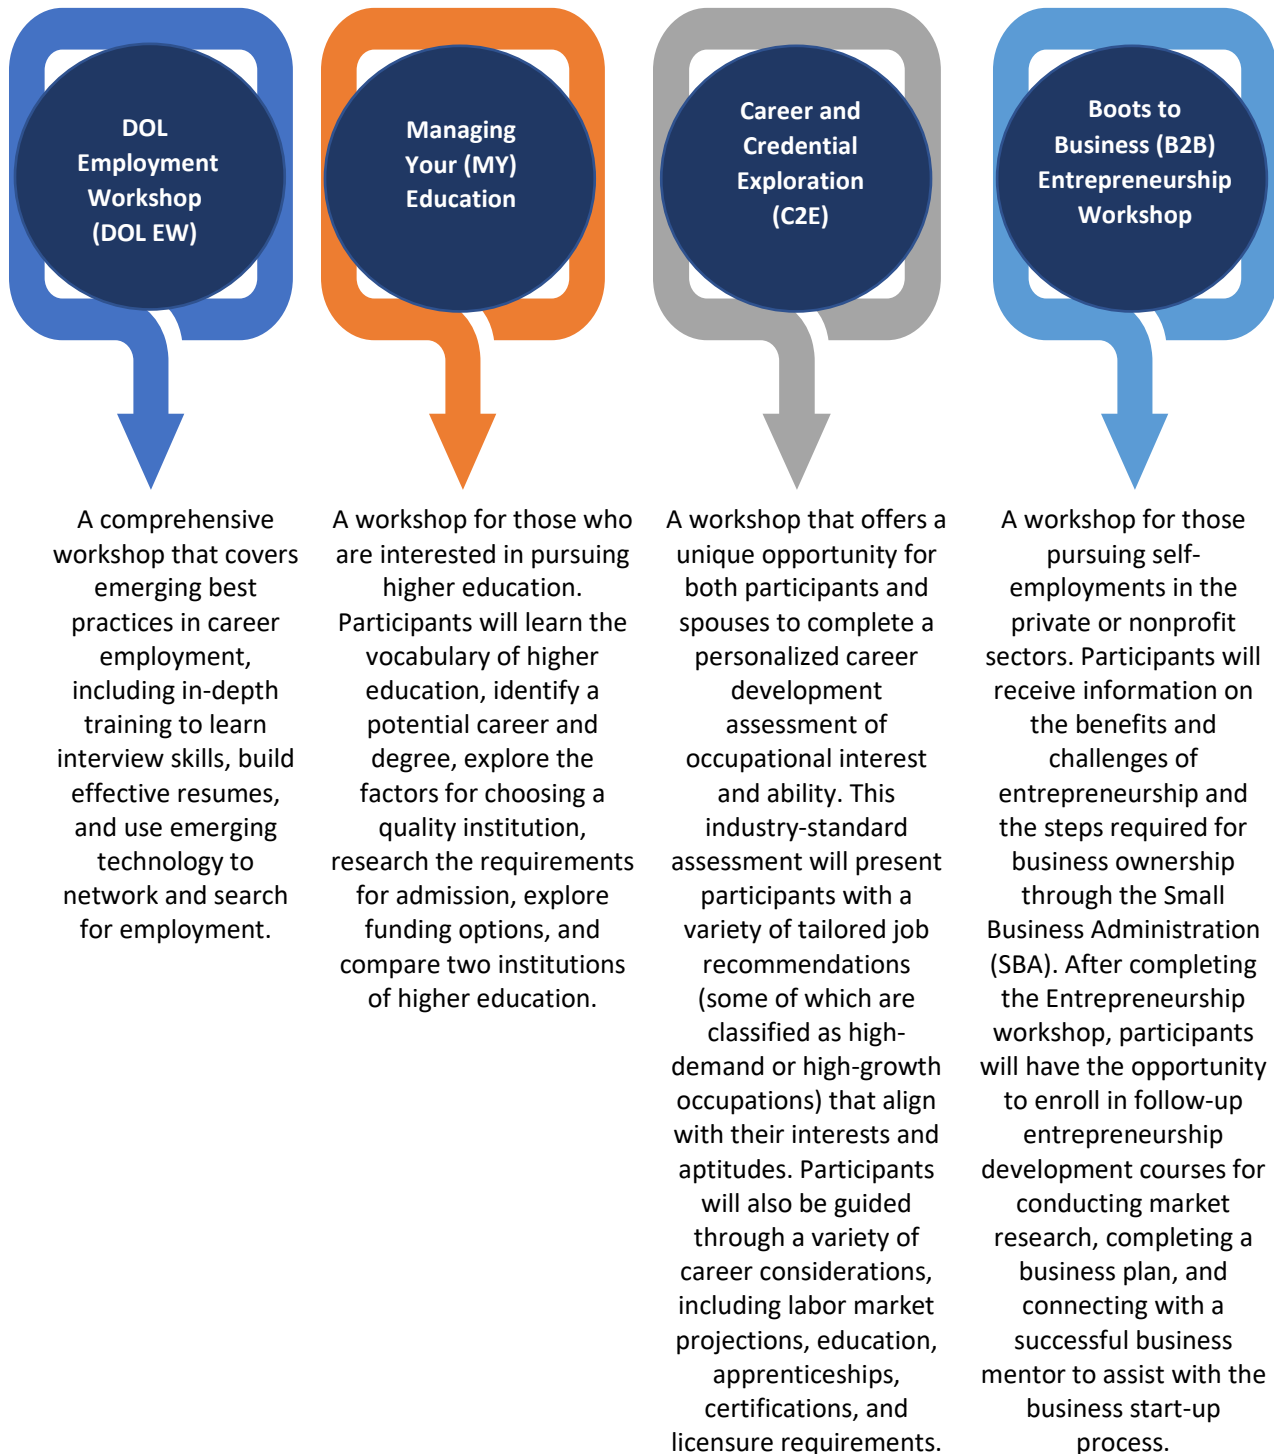 DOL
Employment
Workshop
(DOL EW)
A comprehensive
workshop that covers
emerging best
practices in career
employment,
including in-depth
training to learn
interview skills, build
effective resumes,
and use emerging
technology to
network and search
for employment.
Managing
Your (MY)
Education
A workshop for those who
are interested in pursuing
higher education.
Participants will learn the
vocabulary of higher
education, identify a
potential career and
degree, explore the
factors for choosing a
quality institution,
research the requirements
for admission, explore
funding options, and
compare two institutions
of higher education.
Career and
Credential
Exploration
(C2E)
A workshop that offers a
unique opportunity for
both participants and
spouses to complete a
personalized career
development
assessment of
occupational interest
and ability. This
industry-standard
assessment will present
participants with a
variety of tailored job
recommendations
(some of which are
classified as high-
demand or high-growth
occupations) that align
with their interests and
aptitudes. Participants
will also be guided
through a variety of
career considerations,
including labor market
projections, education,
apprenticeships,
certifications, and
licensure requirements.
Boots to
Business (B2B)
Entrepreneurship
Workshop
A workshop for those
pursuing self-
employments in the
private or nonprofit
sectors. Participants will
receive information on
the benefits and
challenges of
entrepreneurship and
the steps required for
business ownership
through the Small
Business Administration
(SBA). After completing
the Entrepreneurship
workshop, participants
will have the opportunity
to enroll in follow-up
entrepreneurship
development courses for
conducting market
research, completing a
business plan, and
connecting with a
successful business
mentor to assist with the
business start-up
process.